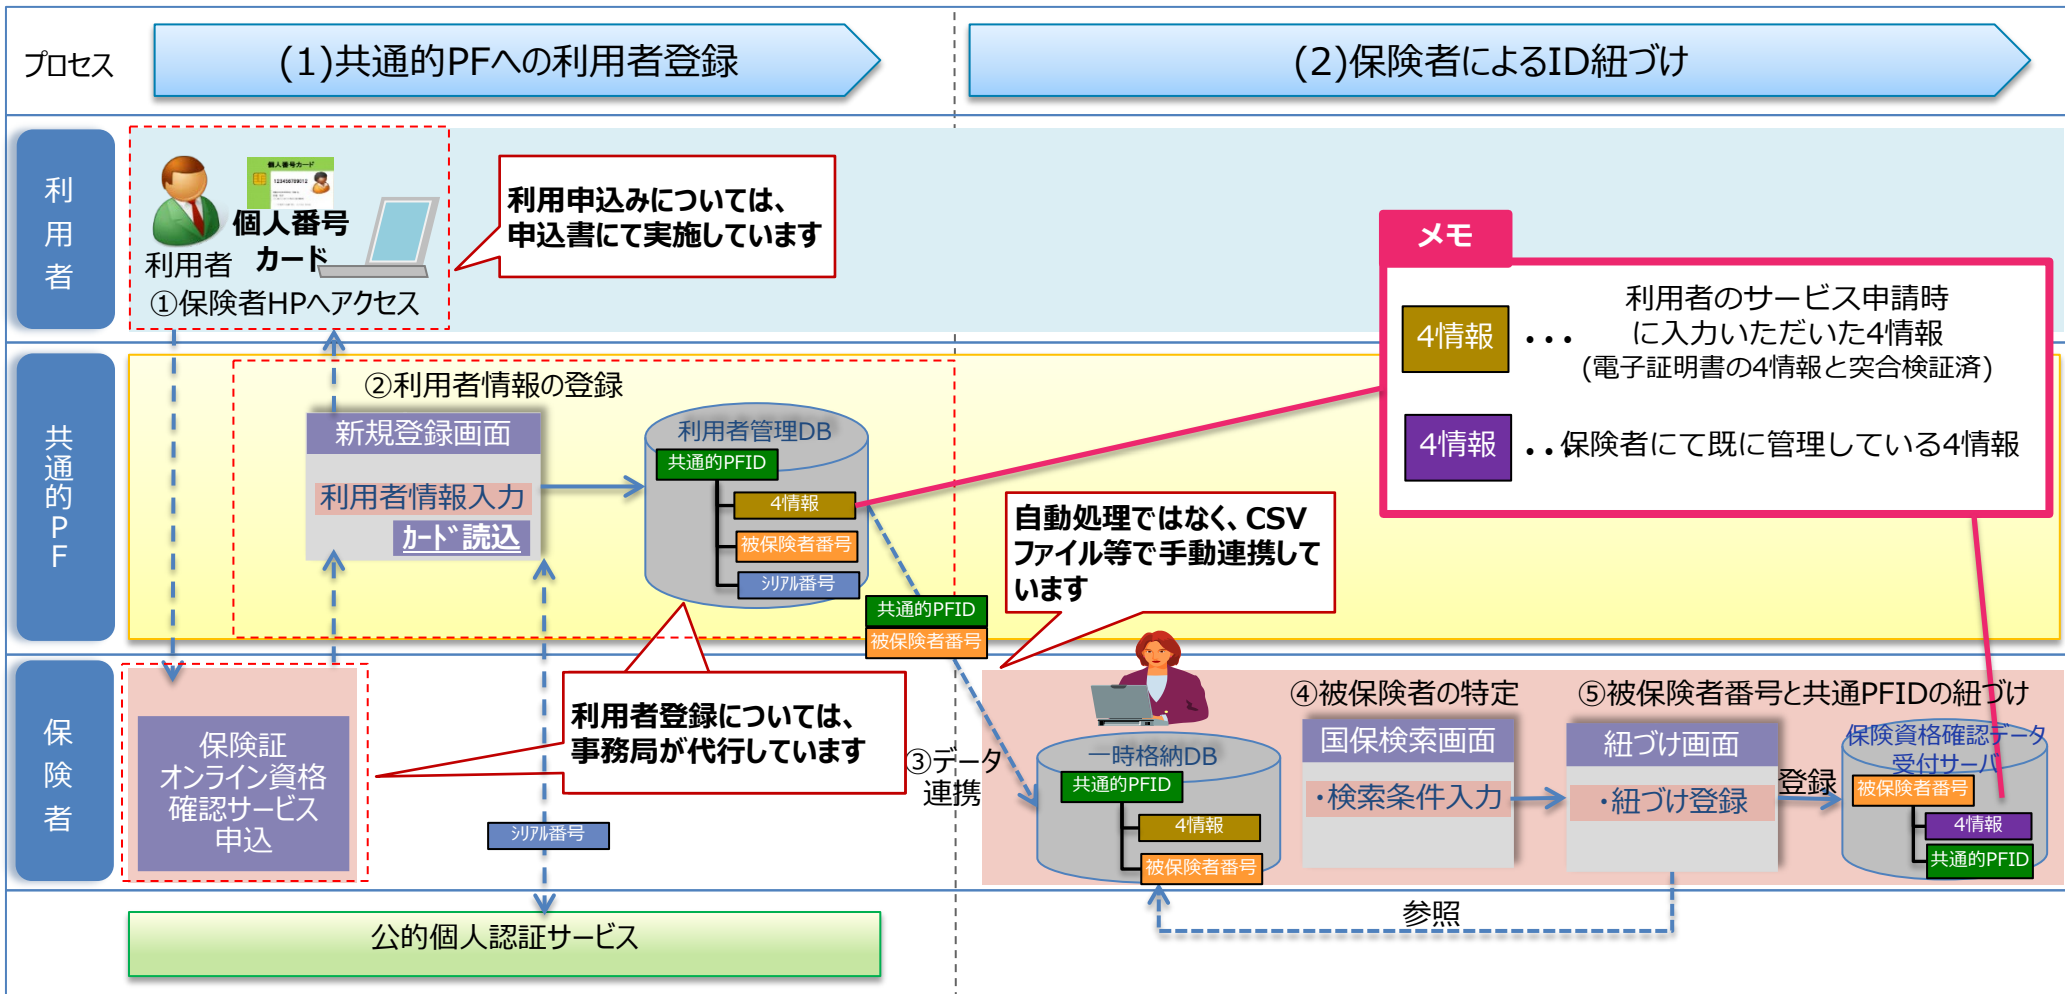 プロセス
(1)共通的PFへの利用者登録
(2)保険者によるID紐づけ
利用者
個人番号カード
123456789012
個人番号
カード
利用者
①保険者HPへアクセス
利用申込みについては、
申込書にて実施しています
メモ
4情報
・・・
利用者のサービス申請時
に入力いただいた4情報
(電子証明書の4情報と突合検証済)
4情報
・・・保険者にて既に管理している4情報
共通的PF
②利用者情報の登録
新規登録画面
利用者情報入力
カード読込
利用者管理DB
共通的PFID
4情報
被保険者番号
シリアル番号
共通的PFID
被保険者番号
自動処理ではなく、CSV
ファイル等で手動連携して
います
保険者
保険証
オンライン資格
確認サービス
申込
利用者登録については、
事務局が代行しています
シリアル番号
③データ
連携
一時格納DB
共通的PFID
4情報
被保険者番号
④被保険者の特定
国保検索画面
・検索条件入力
⑤被保険者番号と共通PFIDの紐づけ
紐づけ画面
・紐づけ登録
登録
保険資格確認データ
受付サーバ
被保険者番号
4情報
共通的PFID
参照
公的個人認証サービス